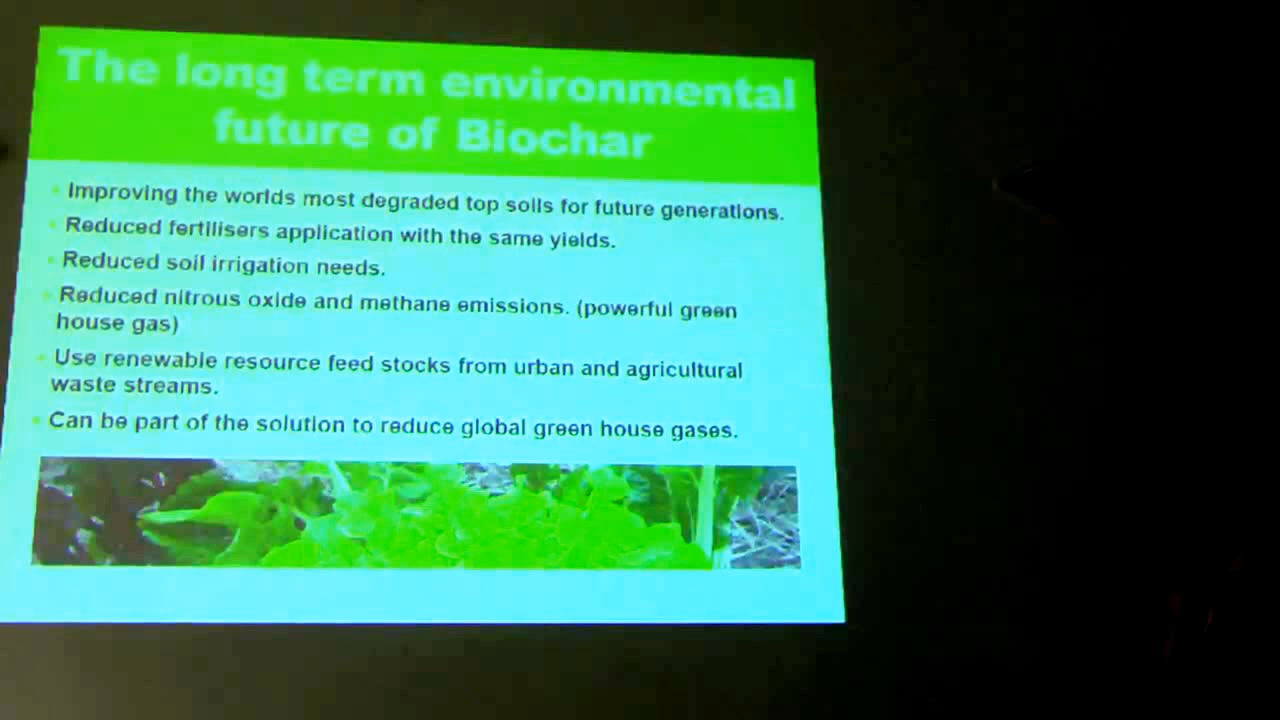 The long term environmental
future of Biochar
• Improving the worlds most degraded top soils for future generations.
• Reduced fertilisers application with the same yields.
• Reduced soil irrigation needs.
• Reduced nitrous oxide and methane emissions. (powerful green
house gas)
• Use renewable resource feed stocks from urban and agricultural
waste streams.
• Can be part of the solution to reduce global green house gases.